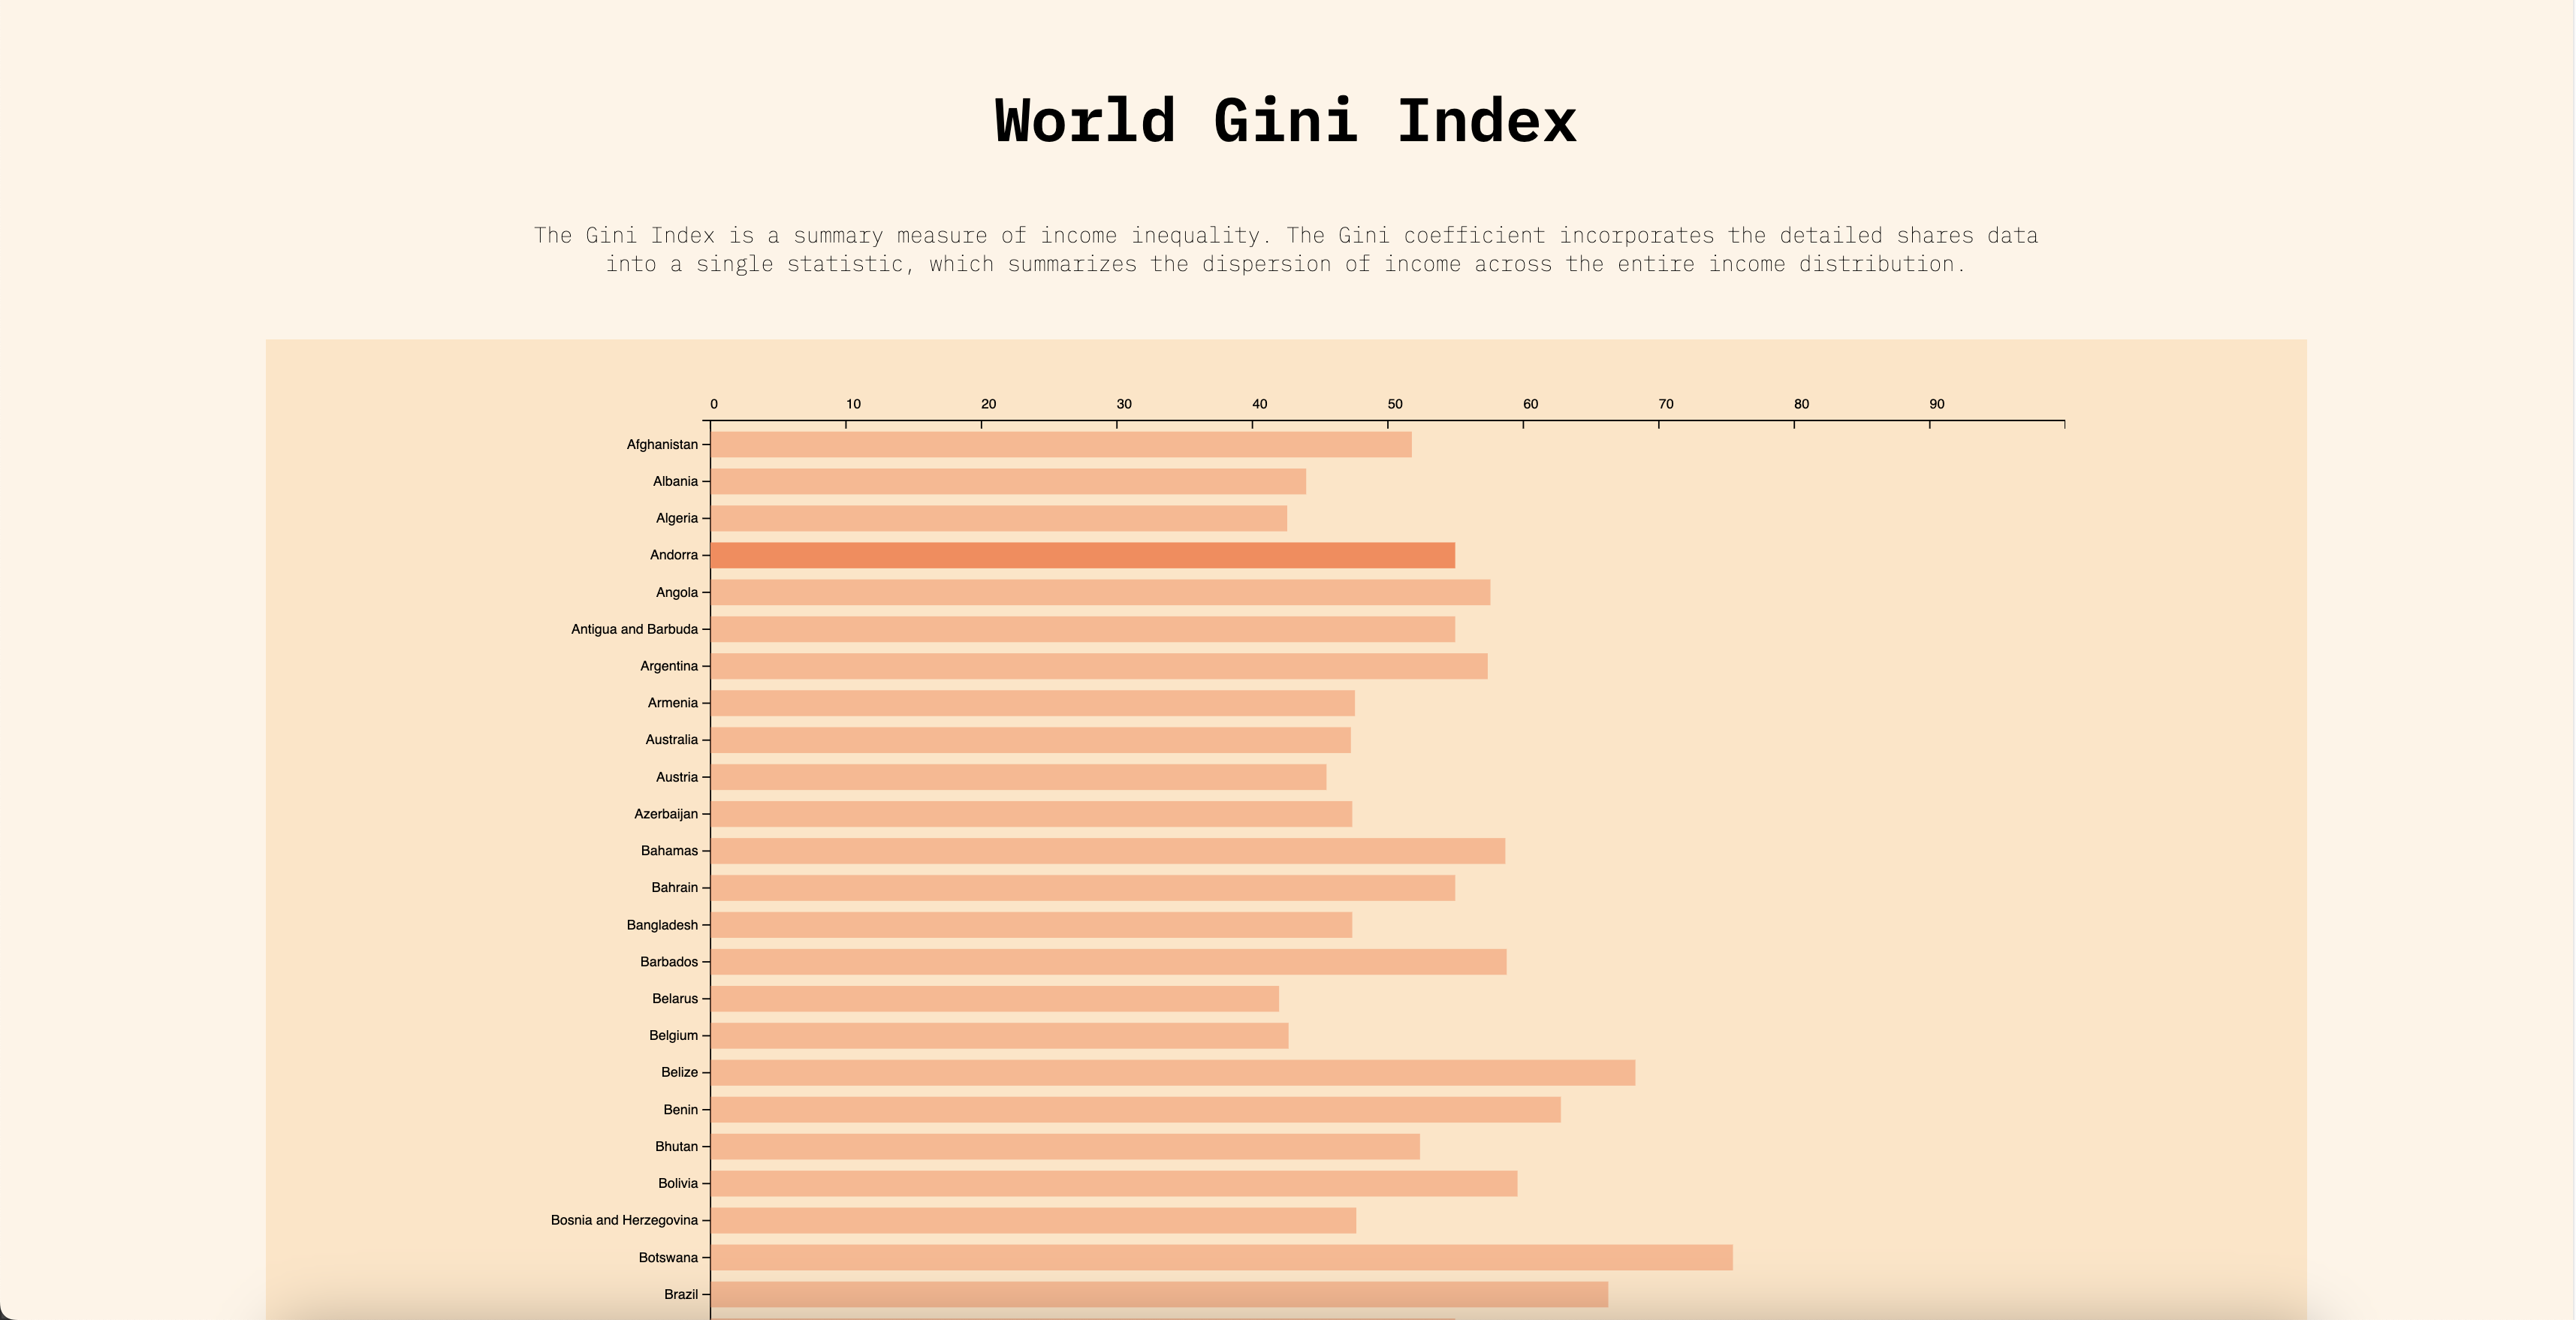 World Gini Index
The Gini Index is a summary measure of income inequality. The Gini coefficient incorporates the detailed shares data
into a single statistic, which summarizes the dispersion of income across the entire income distribution.
0 10 20 30 40 50 60 70 80 90
Afghanistan
Albania
Algeria
Andorra
Angola
Antigua and Barbuda
Argentina
Armenia
Australia
Austria
Azerbaijan
Bahamas
Bahrain
Bangladesh
Barbados
Belarus
Belgium
Belize
Benin
Bhutan
Bolivia
Bosnia and Herzegovina
Botswana
Brazil